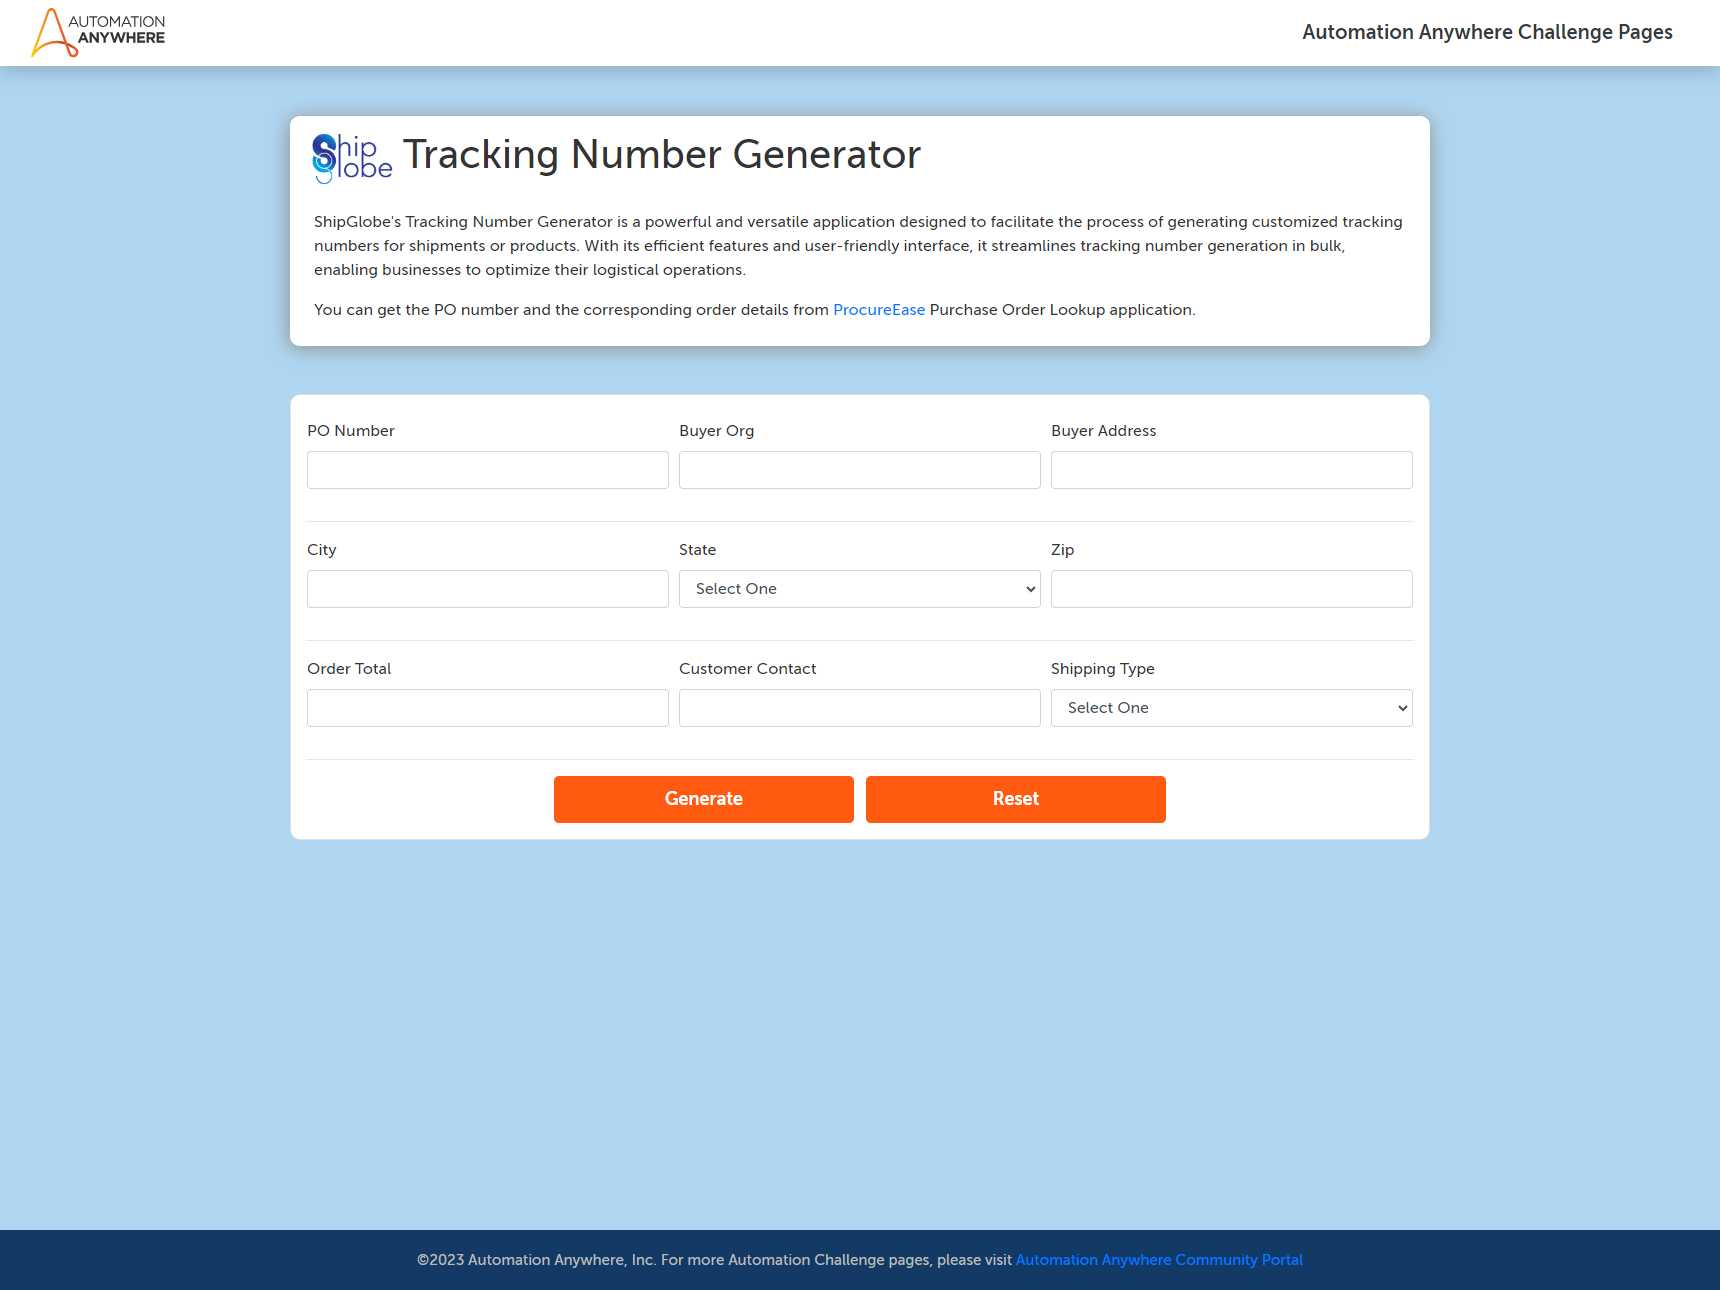 AUTOMATION
ANYWHERE
Automation Anywhere Challenge Pages
Ship
Globe
Tracking Number Generator
ShipGlobe's Tracking Number Generator is a powerful and versatile application designed to facilitate the process of generating customized tracking
numbers for shipments or products. With its efficient features and user-friendly interface, it streamlines tracking number generation in bulk,
enabling businesses to optimize their logistical operations.
You can get the PO number and the corresponding order details from ProcureEase Purchase Order Lookup application.
PO Number Buyer Org Buyer Address
City State Zip
Select One
Order Total Customer Contact Shipping Type
Select One
Generate Reset
©2023 Automation Anywhere, Inc. For more Automation Challenge pages, please visit Automation Anywhere Community Portal